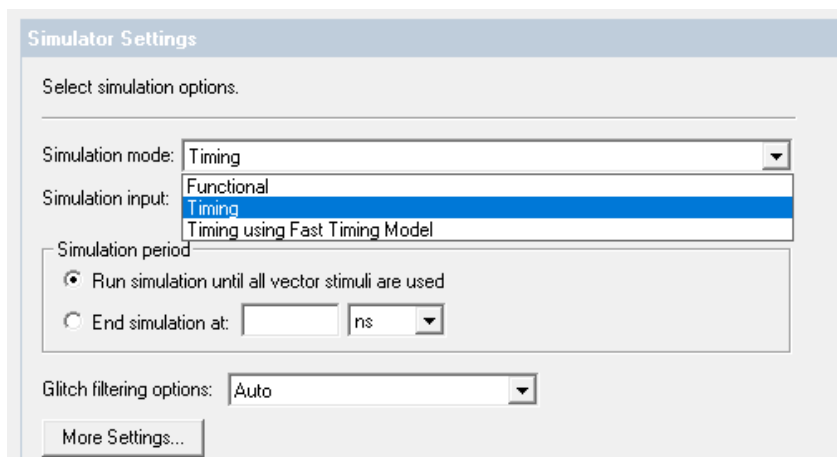 Simulator Settings
Select simulation options.
Simulation mode: Timing
Functional
Simulation input:
Timing
Timing using Fast Timing Model
Simulation period
Run simulation until all vector stimuli are used
End simulation at: ns
Glitch filtering options: Auto
More Settings...